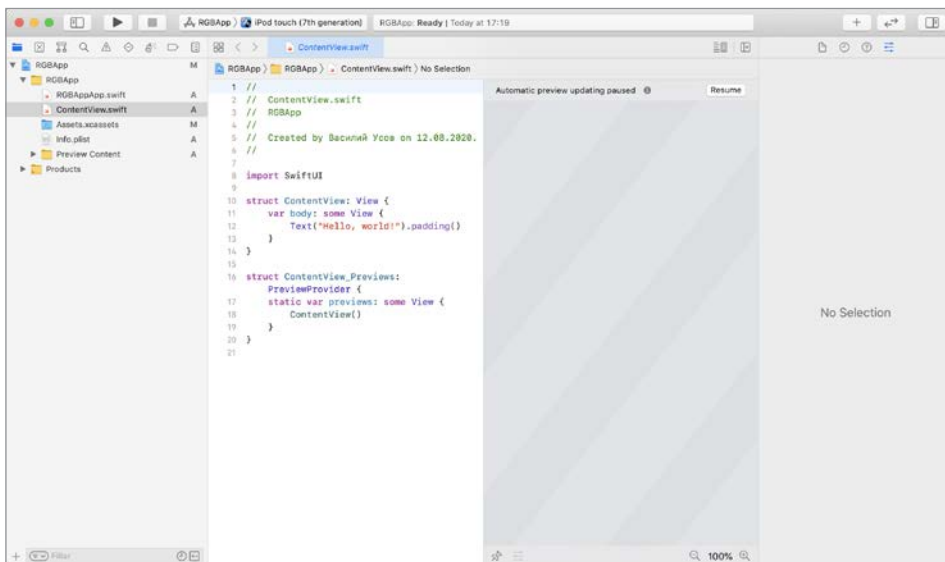 RGBApp 〉 iPod touch (7th generation)
RGBApp: Ready | Today at 17:19
ContentView.swift
RGBApp M
RGBApp
RGBAppApp.swift A
ContentView.swift A
Assets.xcassets M
Info.plist A
Preview Content A
Products
RGBApp 〉 RGBApp 〉 ContentView.swift 〉 No Selection
1 //
2 // ContentView.swift
3 // RGBApp
4 //
5 // Created by Василий Усов on 12.08.2020.
6 //
7
8 import SwiftUI
9
10 struct ContentView: View {
11 var body: some View {
12 Text("Hello, world!").padding()
13 }
14 }
15
16 struct ContentView_Previews:
PreviewProvider {
17 static var previews: some View {
18 ContentView()
19 }
20 }
21
Automatic preview updating paused
Resume
No Selection
Filter
100%